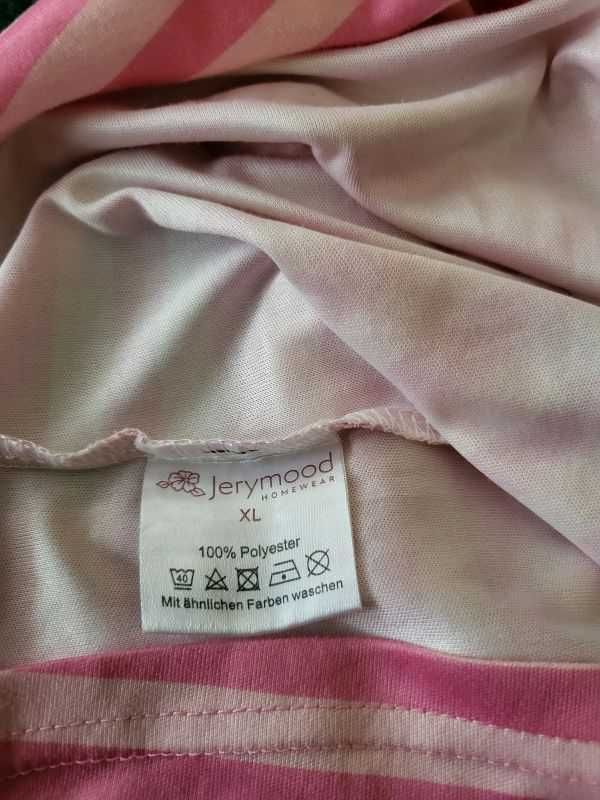 Jerymood
HOMEWEAR
XL
100% Polyester
40
Mit ähnlichen Farben waschen